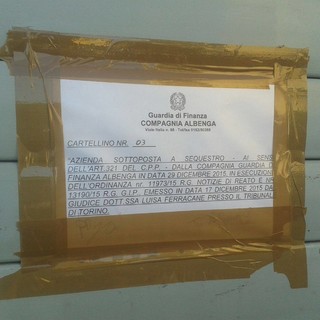 Guardia di Finanza
COMPAGNIA ALBENGA
CARTELLINO NR. 03
"AZIENDA SOTTOPOSTA A SEQUESTRO - AI SENSI
DELL'ART.321 DEL C.P.P - DALLA COMPAGNIA GUARDIA DI
FINANZA ALBENGA IN DATA 29 DICEMBRE 2015, IN ESECUZIONE
DELL'ORDINANZA nr. 11973/15 R.G. NOTIZIE DI REATO E NR.
13190/15 R.G. G.I.P., EMESSO IN DATA 17 DICEMBRE 2015 DAL
GIUDICE DOTT.SSA LUISA FERRACANE PRESSO IL TRIBUNALE
DI TORINO.